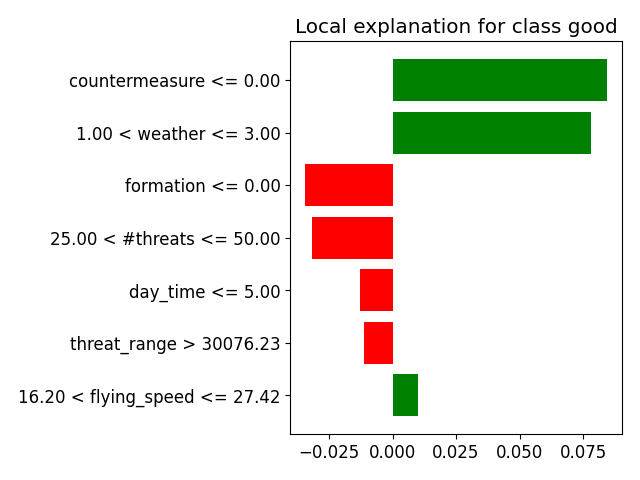 Local explanation for class good
countermeasure <= 0.00
1.00 < weather <= 3.00
formation <= 0.00
25.00 < #threats <= 50.00
day_time <= 5.00
threat_range > 30076.23
16.20 < flying_speed <= 27.42
−0.025 0.000 0.025 0.050 0.075